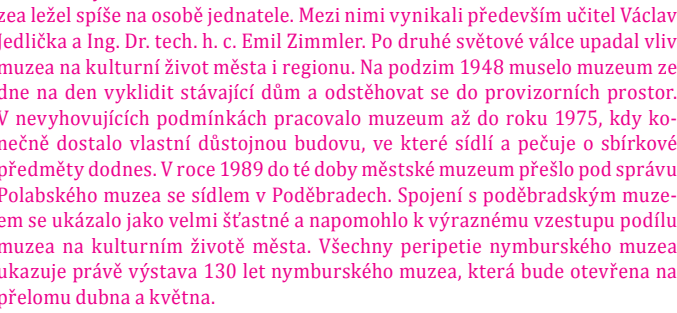 zea ležel spíše na osobě jednatele. Mezi nimi vynikali především učitel Václav
Jedlička a Ing. Dr. tech. h. c. Emil Zimmler. Po druhé světové válce upadal vliv
muzea na kulturní život města i regionu. Na podzim 1948 muselo muzeum ze
dne na den vyklidit stávající dům a odstěhovat se do provizorních prostor.
V nevyhovujících podmínkách pracovalo muzeum až do roku 1975, kdy ko-
nečně dostalo vlastní důstojnou budovu, ve které sídlí a pečuje o sbírkové
předměty dodnes. V roce 1989 do té doby městské muzeum přešlo pod správu
Polabského muzea se sídlem v Poděbradech. Spojení s poděbradským muze-
em se ukázalo jako velmi šťastné a napomohlo k výraznému vzestupu podílu
muzea na kulturním životě města. Všechny peripetie nymburského muzea
ukazuje právě výstava 130 let nymburského muzea, která bude otevřena na
přelomu dubna a května.